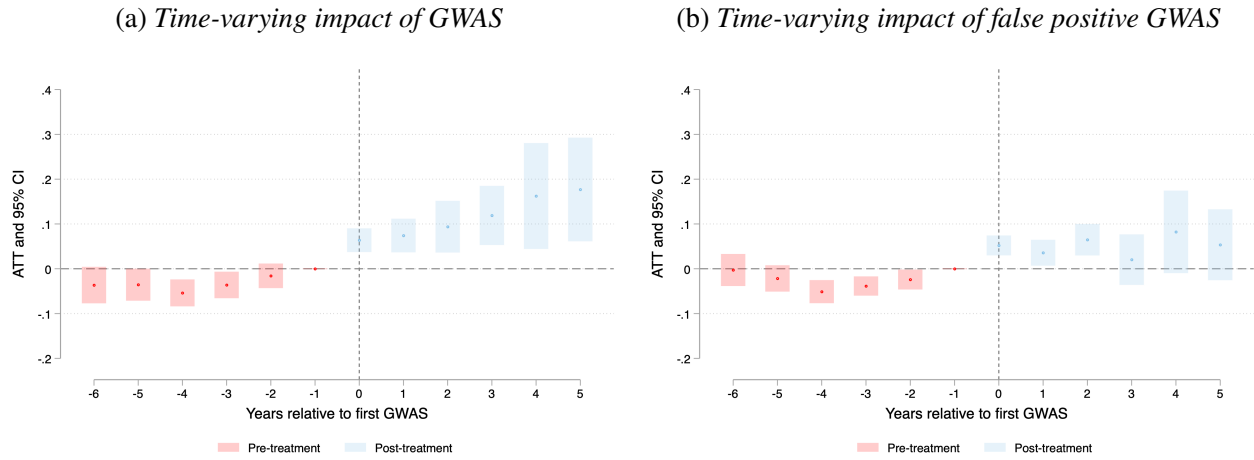 (a) Time-varying impact of GWAS
ATT and 95% CI
.4
.3
.2
.1
0
-.1
-.2
-6 -5 -4 -3 -2 -1 0 1 2 3 4 5
Years relative to first GWAS
Pre-treatment Post-treatment
(b) Time-varying impact of false positive GWAS
ATT and 95% CI
.4
.3
.2
.1
0
-.1
-.2
-6 -5 -4 -3 -2 -1 0 1 2 3 4 5
Years relative to first GWAS
Pre-treatment Post-treatment